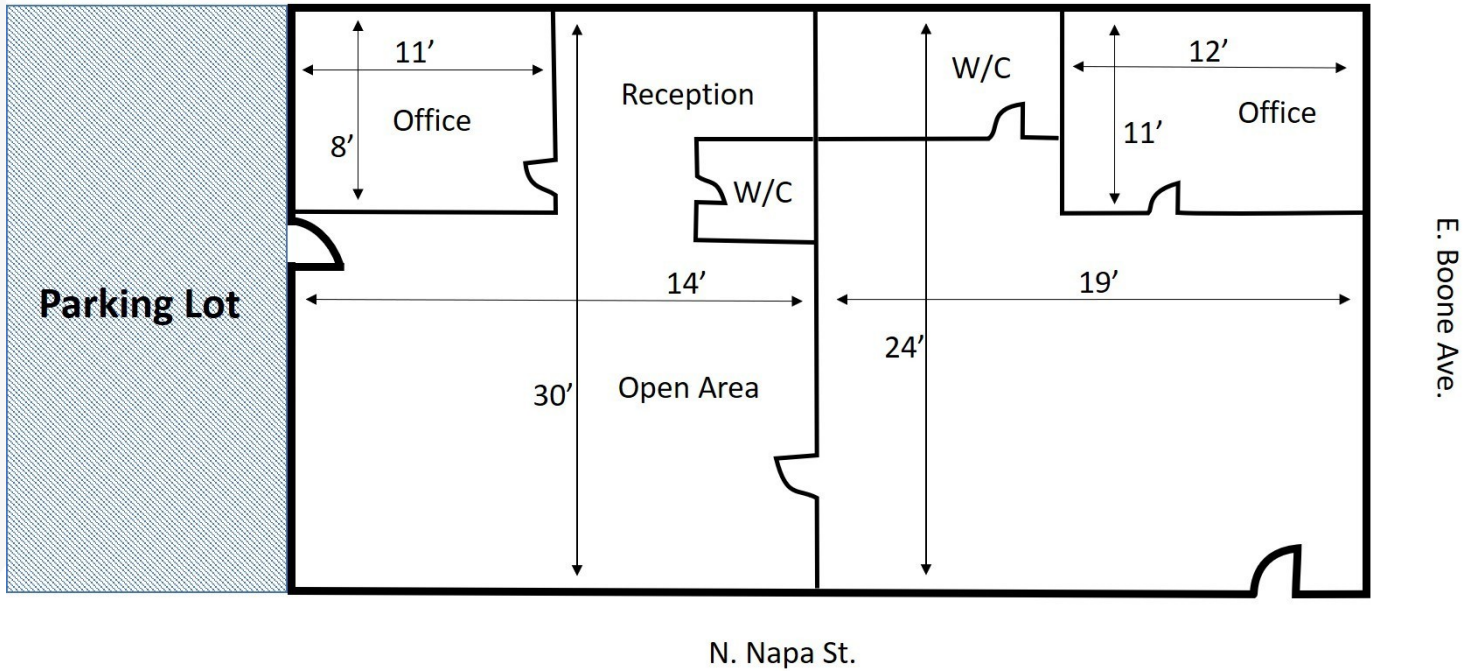 11’
Office
8’
Reception
W/C
W/C
12’
Office
11’
Parking Lot
14’
19’
24’
30’
Open Area
E. Boone Ave.
N. Napa St.